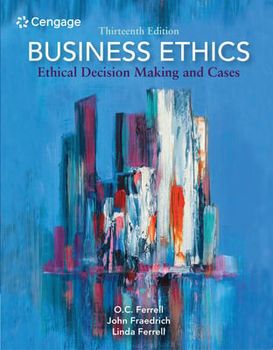 Cengage
Thirteenth Edition
BUSINESS ETHICS
Ethical Decision Making and Cases
O.C. Ferrell
John Fraedrich
Linda Ferrell